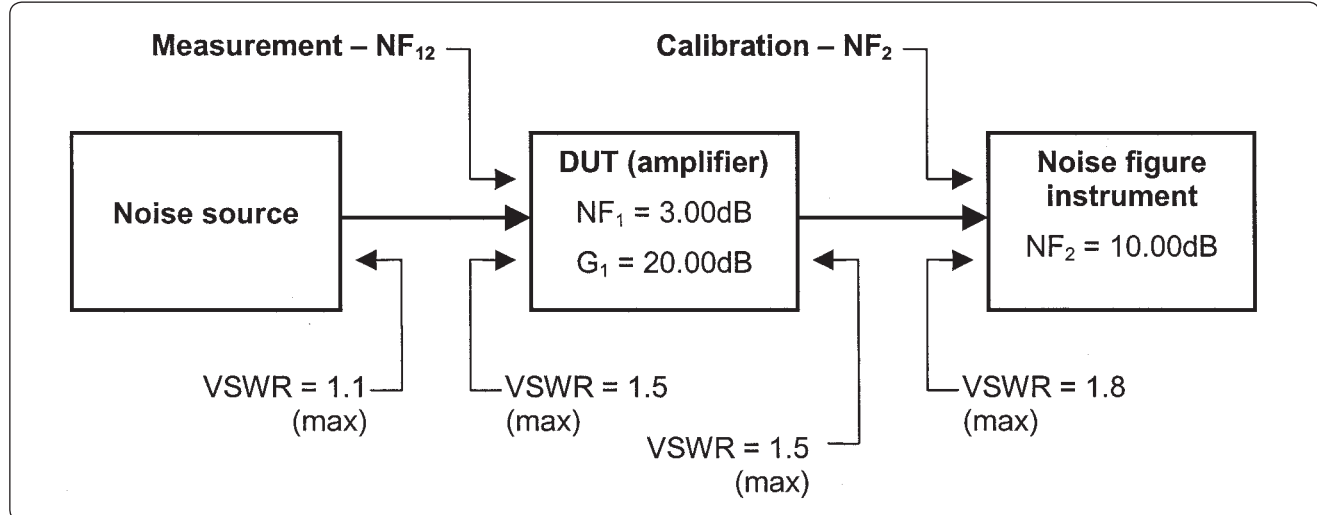 Measurement – NF₁₂
Calibration – NF₂
Noise source
DUT (amplifier)
NF₁ = 3.00dB
G₁ = 20.00dB
Noise figure
instrument
NF₂ = 10.00dB
VSWR = 1.1
(max)
VSWR = 1.5
(max)
VSWR = 1.5
(max)
VSWR = 1.8
(max)